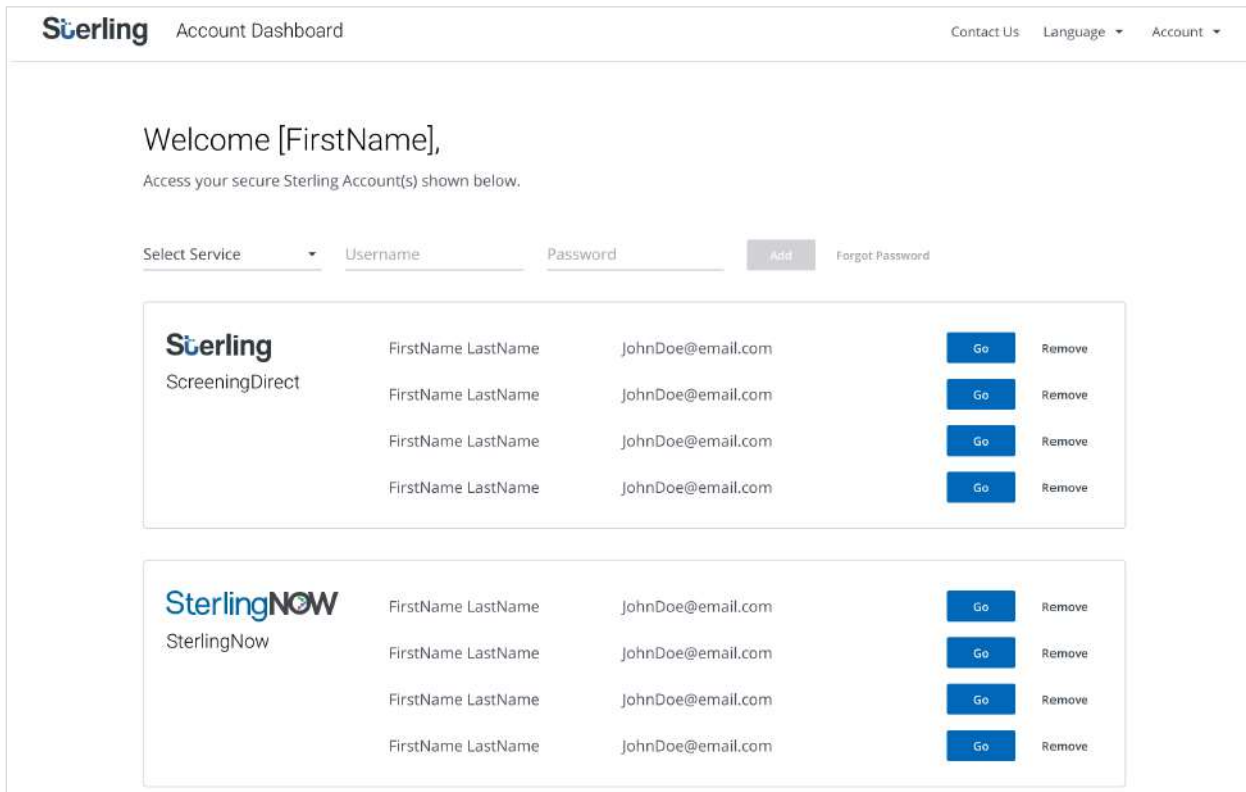 Sterling Account Dashboard Contact Us Language Account
Welcome [FirstName],
Access your secure Sterling Account(s) shown below.
Select Service Username Password Add Forgot Password
Sterling
ScreeningDirect
FirstName LastName JohnDoe@email.com Go Remove
FirstName LastName JohnDoe@email.com Go Remove
FirstName LastName JohnDoe@email.com Go Remove
FirstName LastName JohnDoe@email.com Go Remove
SterlingNOW
SterlingNow
FirstName LastName JohnDoe@email.com Go Remove
FirstName LastName JohnDoe@email.com Go Remove
FirstName LastName JohnDoe@email.com Go Remove
FirstName LastName JohnDoe@email.com Go Remove